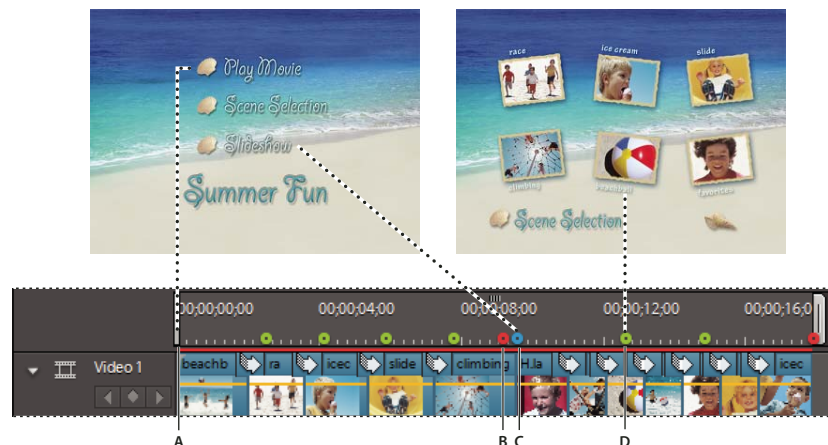 Play Movie
Scene Selection
Slideshow
Summer Fun
race
ice cream
slide
climbing
beachball
favorites
Scene Selection
00;00;00;00
00;00;04;00
00;00;08;00
00;00;12;00
00;00;16;0
Video 1
beachb
ra
icec
slide
climbing
H.la
icec
A
B
C
D